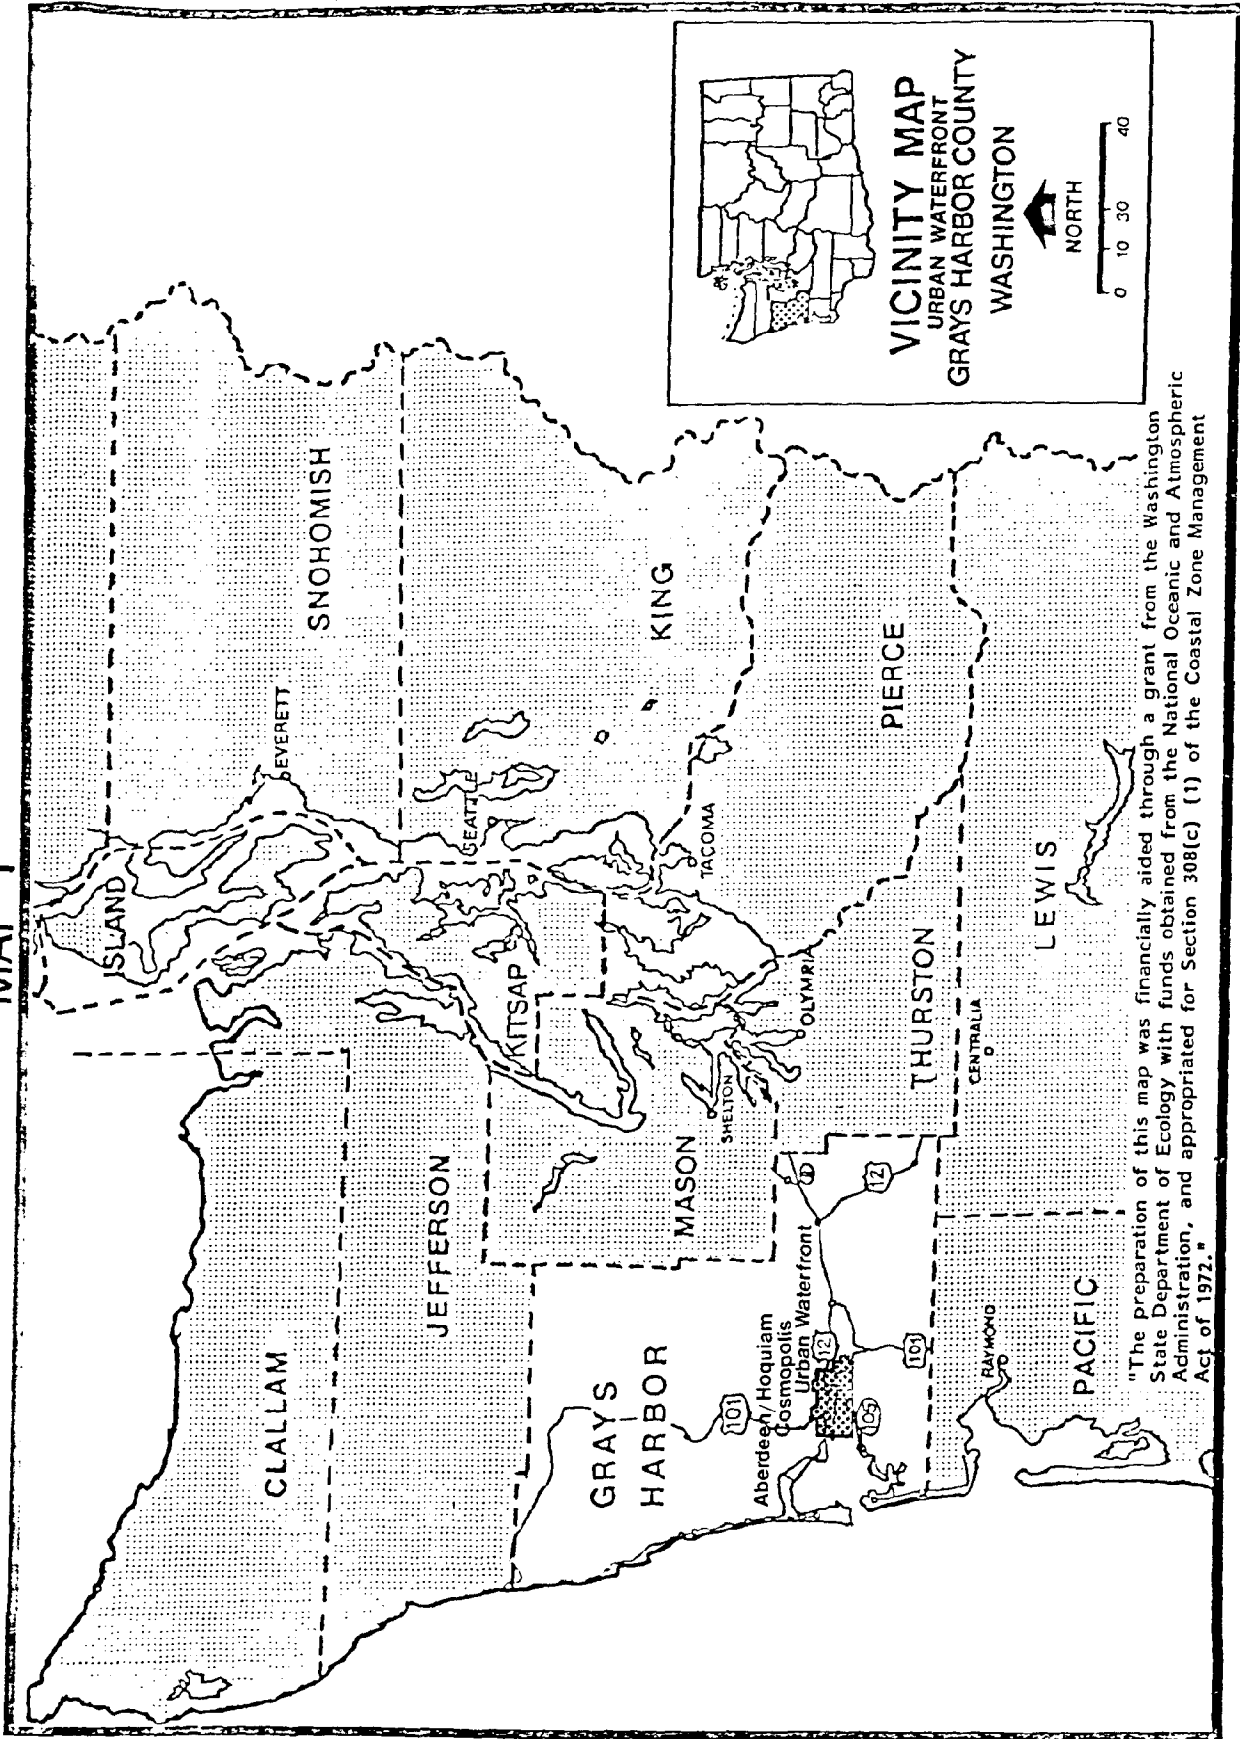 MAP 1
ISLAND
SNOHOMISH
EVERETT
CLALLAM
JEFFERSON
KITSAP
SEATTLE
KING
GRAYS
HARBOR
101
MASON
SHELTON
TACOMA
PIERCE
OLYMPIA
THURSTON
CENTRALIA
LEWIS
Aberdeen/Hoquiam
Cosmopolis
Urban Waterfront
12
12
101
105
RAYMOND
PACIFIC
VICINITY MAP
URBAN WATERFRONT
GRAYS HARBOR COUNTY
WASHINGTON
NORTH
0 10 30 40
"The preparation of this map was financially aided through a grant from the Washington
State Department of Ecology with funds obtained from the National Oceanic and Atmospheric
Administration, and appropriated for Section 308(c) (1) of the Coastal Zone Management
Act of 1972."